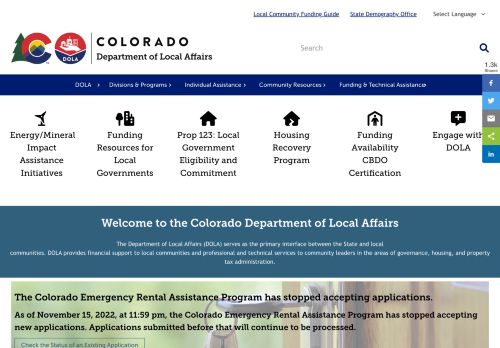 Local Community Funding Guide State Demography Office Select Language
COLORADO
Department of Local Affairs
DOLA
Search
1.3k
Shares
DOLA Divisions & Programs Individual Assistance Community Resources Funding & Technical Assistance
Energy/Mineral Impact Assistance Initiatives
Funding Resources for Local Governments
Prop 123: Local Government Eligibility and Commitment
Housing Recovery Program
Funding Availability CBDO Certification
Engage with DOLA
Welcome to the Colorado Department of Local Affairs
The Department of Local Affairs (DOLA) serves as the primary interface between the State and local
communities. DOLA provides financial support to local communities and professional and technical services to community leaders in the areas of governance, housing, and property
tax administration.
The Colorado Emergency Rental Assistance Program has stopped accepting applications.
As of November 15, 2022, at 11:59 pm, the Colorado Emergency Rental Assistance Program has stopped accepting
new applications. Applications submitted before that will continue to be processed.
Check the Status of an Existing Application